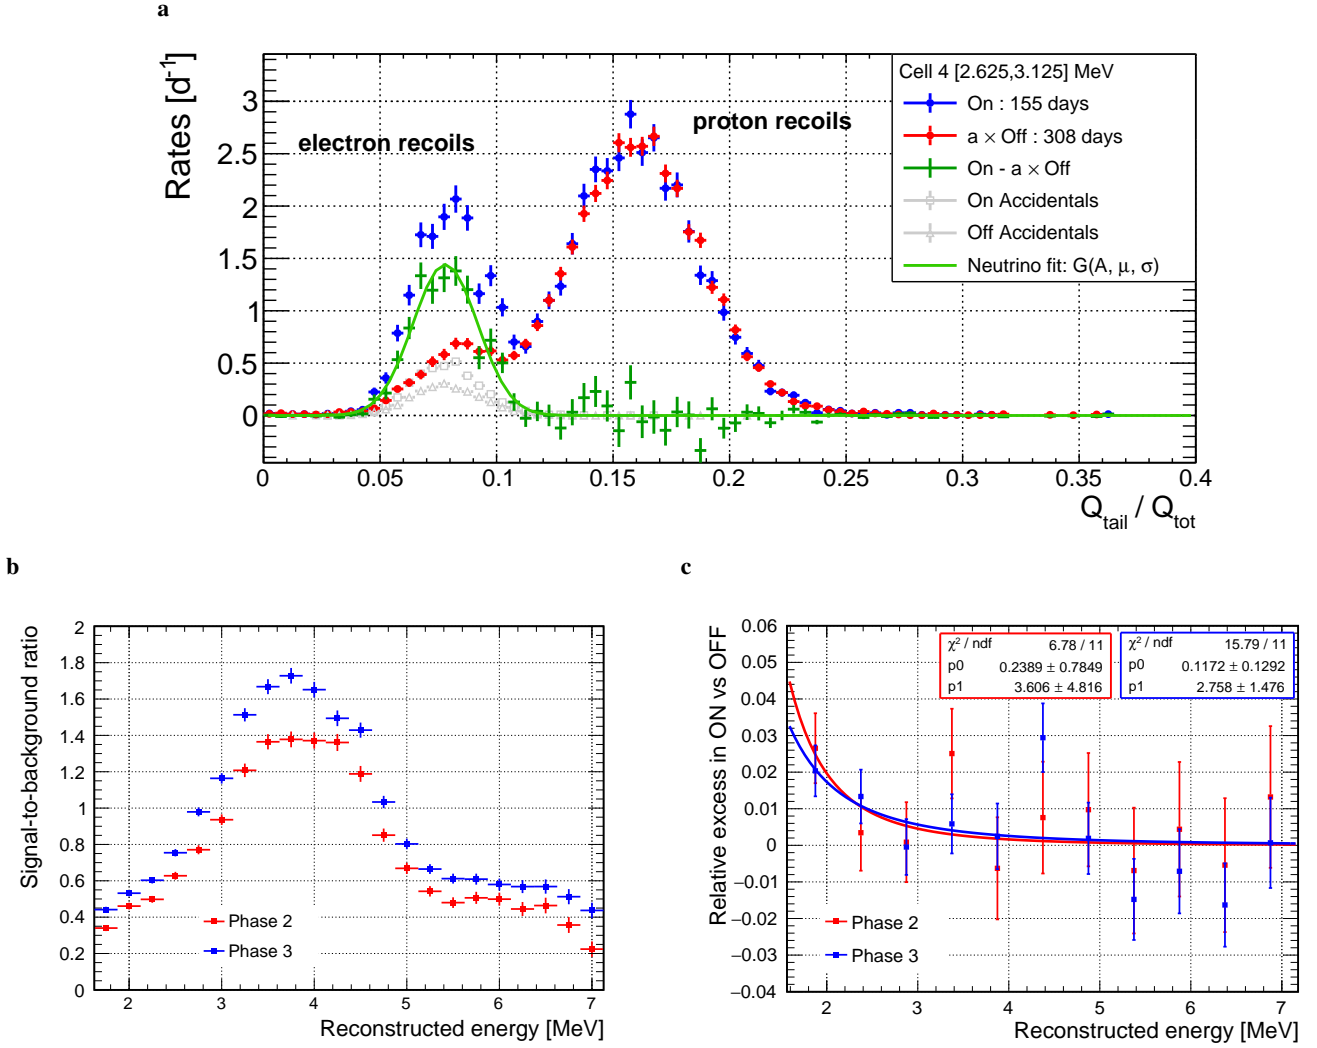 a
Rates [d⁻¹]
3
2.5
2
1.5
1
0.5
0
electron recoils
proton recoils
Cell 4 [2.625,3.125] MeV
On : 155 days
a × Off : 308 days
On - a × Off
On Accidentals
Off Accidentals
Neutrino fit: G(A, μ, σ)
0 0.05 0.1 0.15 0.2 0.25 0.3 0.35 0.4
Q_tail / Q_tot
b
Signal-to-background ratio
2
1.8
1.6
1.4
1.2
1
0.8
0.6
0.4
0.2
0
Phase 2
Phase 3
2 3 4 5 6 7
Reconstructed energy [MeV]
c
Relative excess in ON vs OFF
0.06
0.05
0.04
0.03
0.02
0.01
0
−0.01
−0.02
−0.03
−0.04
χ² / ndf 6.78 / 11
p0 0.2389 ± 0.7849
p1 3.606 ± 4.816
χ² / ndf 15.79 / 11
p0 0.1172 ± 0.1292
p1 2.758 ± 1.476
Phase 2
Phase 3
2 3 4 5 6 7
Reconstructed energy [MeV]